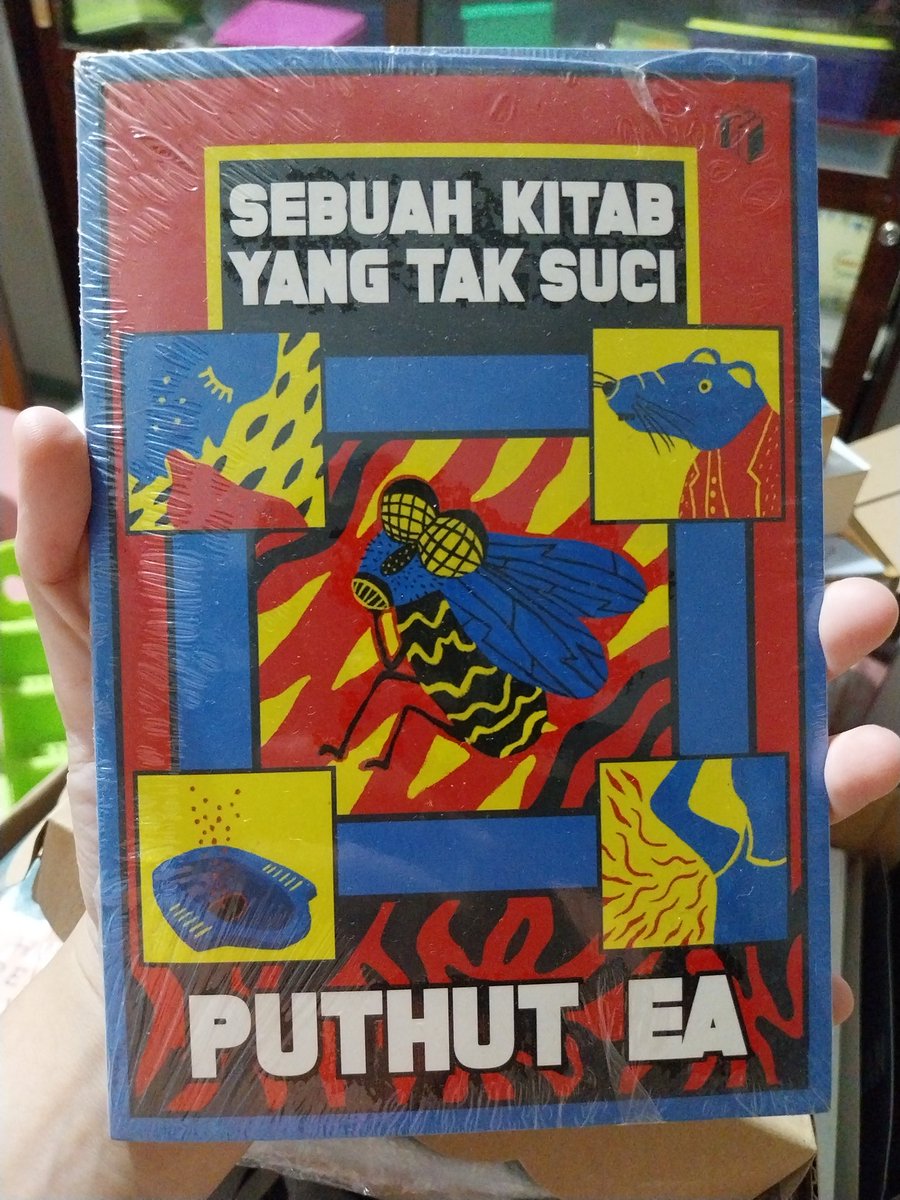 SEBUAH KITAB
YANG TAK SUCI
PUTHUT EA